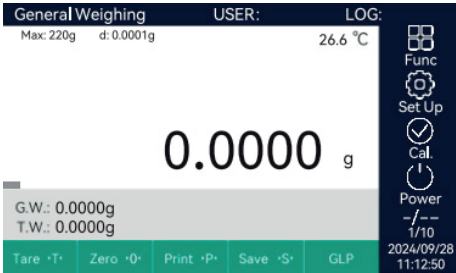 General Weighing USER: LOG:
Max: 220g d: 0.0001g 26.6 ℃
Func
Set Up
Cal.
0.0000 g
Power
G.W.: 0.0000g
T.W.: 0.0000g
-/--
1/10
Tare ·T· Zero ·0· Print ·P· Save ·S· GLP
2024/09/28
11:12:50